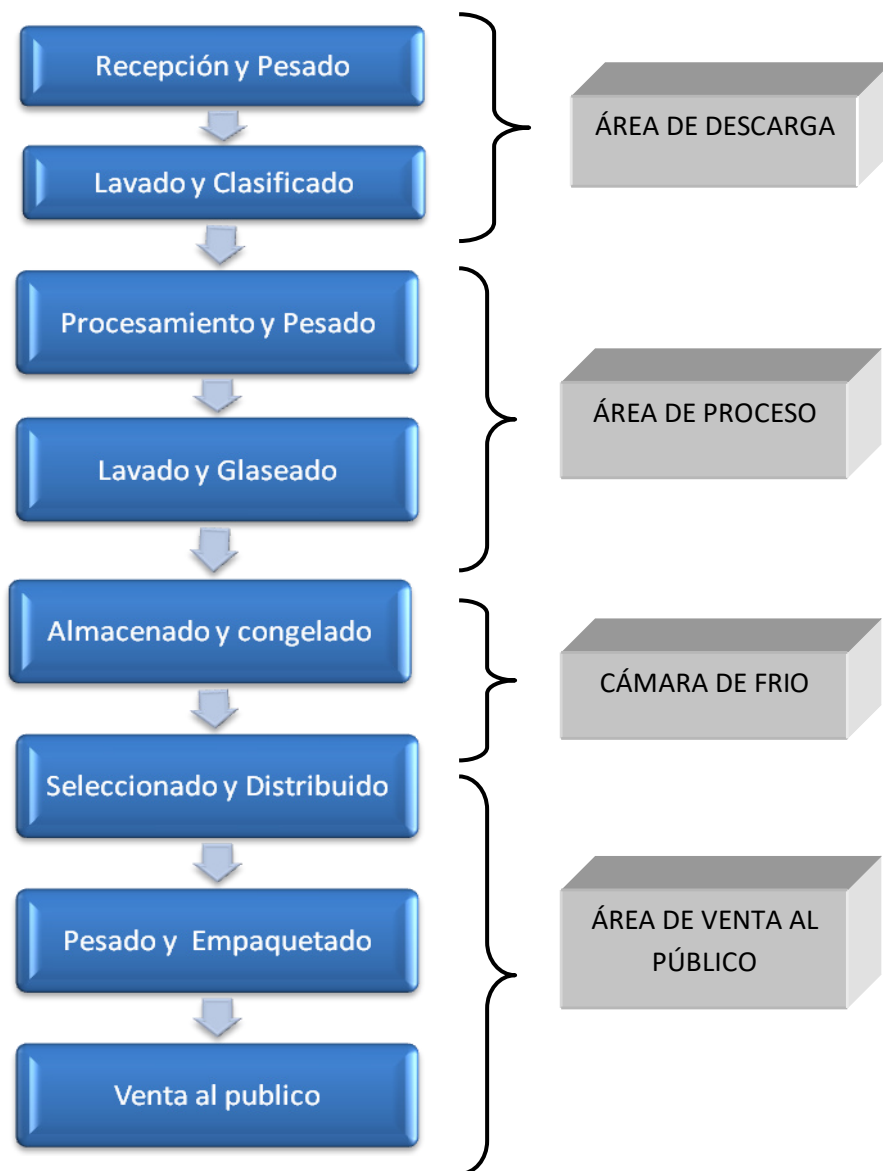 Recepción y Pesado
Lavado y Clasificado
ÁREA DE DESCARGA
Procesamiento y Pesado
Lavado y Glaseado
ÁREA DE PROCESO
Almacenado y congelado
CÁMARA DE FRIO
Seleccionado y Distribuido
Pesado y Empaquetado
Venta al publico
ÁREA DE VENTA AL
PÚBLICO